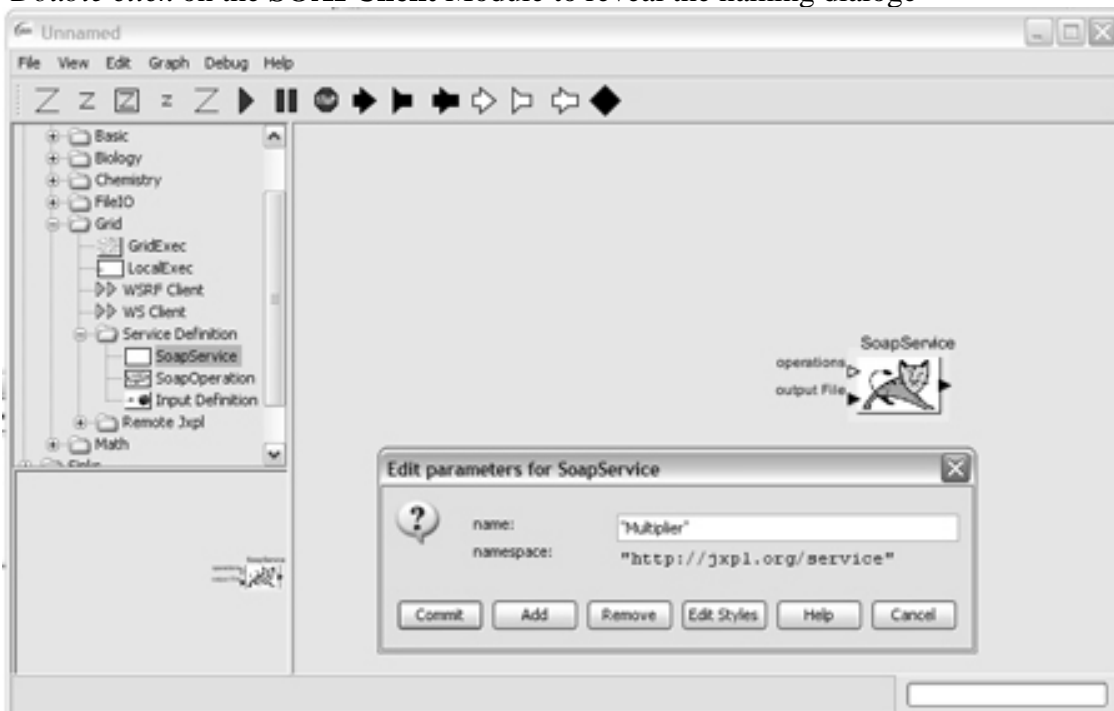 Double-click on the SOAP Client Module to reveal the naming dialoge
Unnamed
File View Edit Graph Debug Help
Basic
Biology
Chemistry
FileIO
Grid
GridExec
LocalExec
WSRF Client
WS Client
Service Definition
SoapService
SoapOperation
Input Definition
Remote Jxpl
Math
SoapService
operations
output File
Edit parameters for SoapService
name: "Multiplier"
namespace: "http://jxpl.org/service"
Commit Add Remove Edit Styles Help Cancel